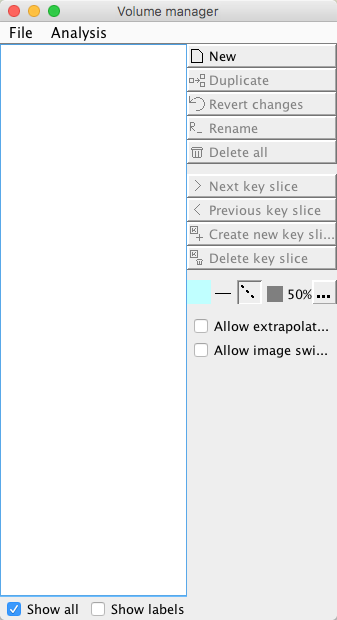 Volume manager
File Analysis
New
Duplicate
Revert changes
Rename
Delete all
Next key slice
Previous key slice
Create new key sli...
Delete key slice
50% ...
Allow extrapolat...
Allow image swi...
Show all Show labels